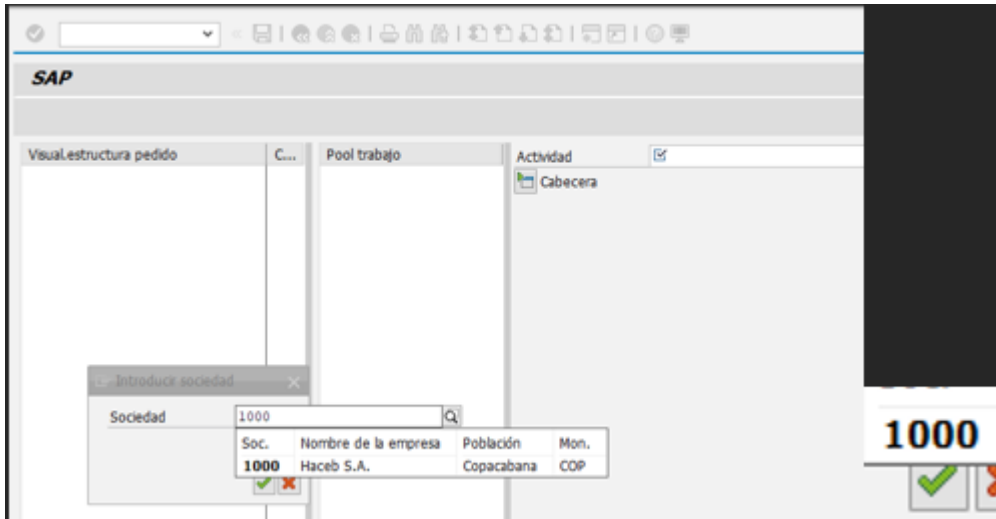 SAP
Visual.estructura pedido C... Pool trabajo Actividad
Cabecera
Introducir sociedad
Sociedad 1000
Soc. Nombre de la empresa Población Mon.
1000 Haceb S.A. Copacabana COP
1000